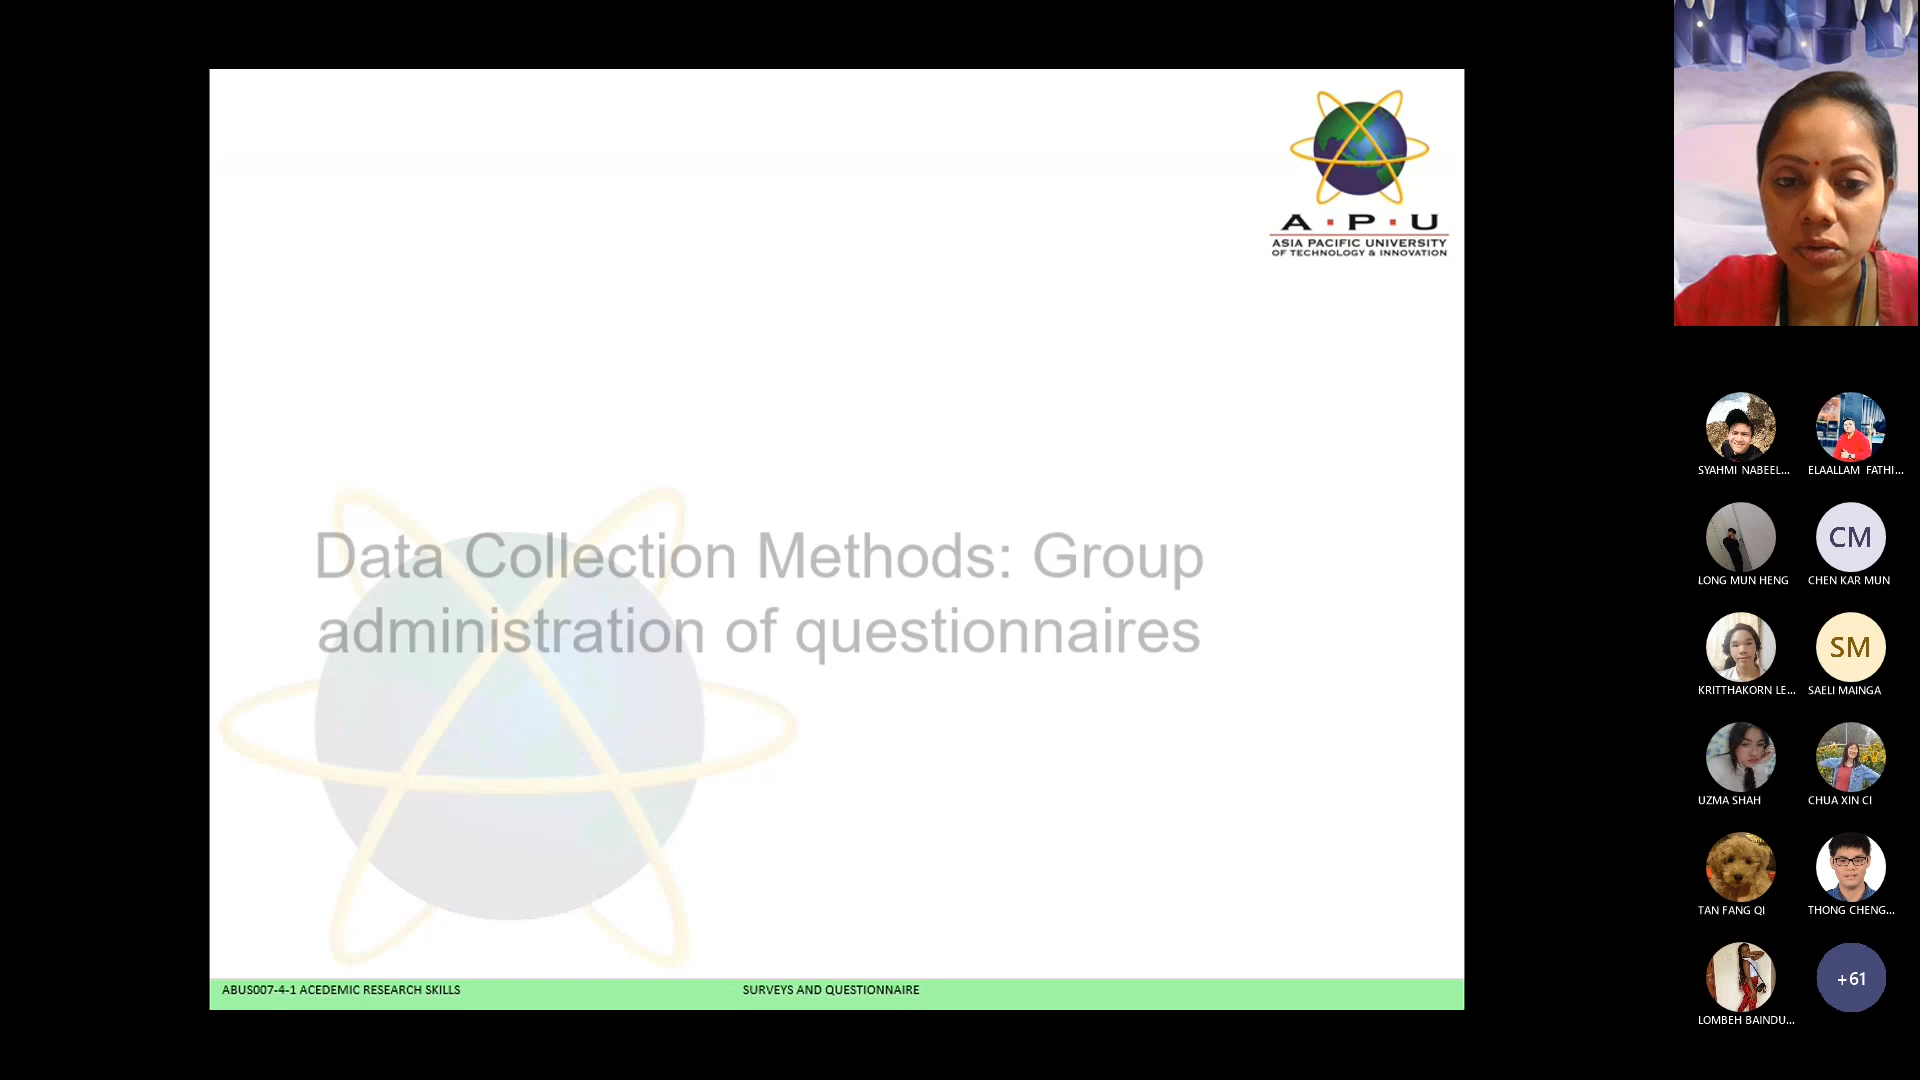 A·P·U
ASIA PACIFIC UNIVERSITY
OF TECHNOLOGY & INNOVATION
Data Collection Methods: Group
administration of questionnaires
ABUS007-4-1 ACEDEMIC RESEARCH SKILLS
SURVEYS AND QUESTIONNAIRE
SYAHMI NABEEL...
ELAALLAM FATHI...
LONG MUN HENG
CM
CHEN KAR MUN
KRITTHAKORN LE...
SM
SAELI MAINGA
UZMA SHAH
CHUA XIN CI
TAN FANG QI
THONG CHENG...
LOMBEH BAINDU...
+61